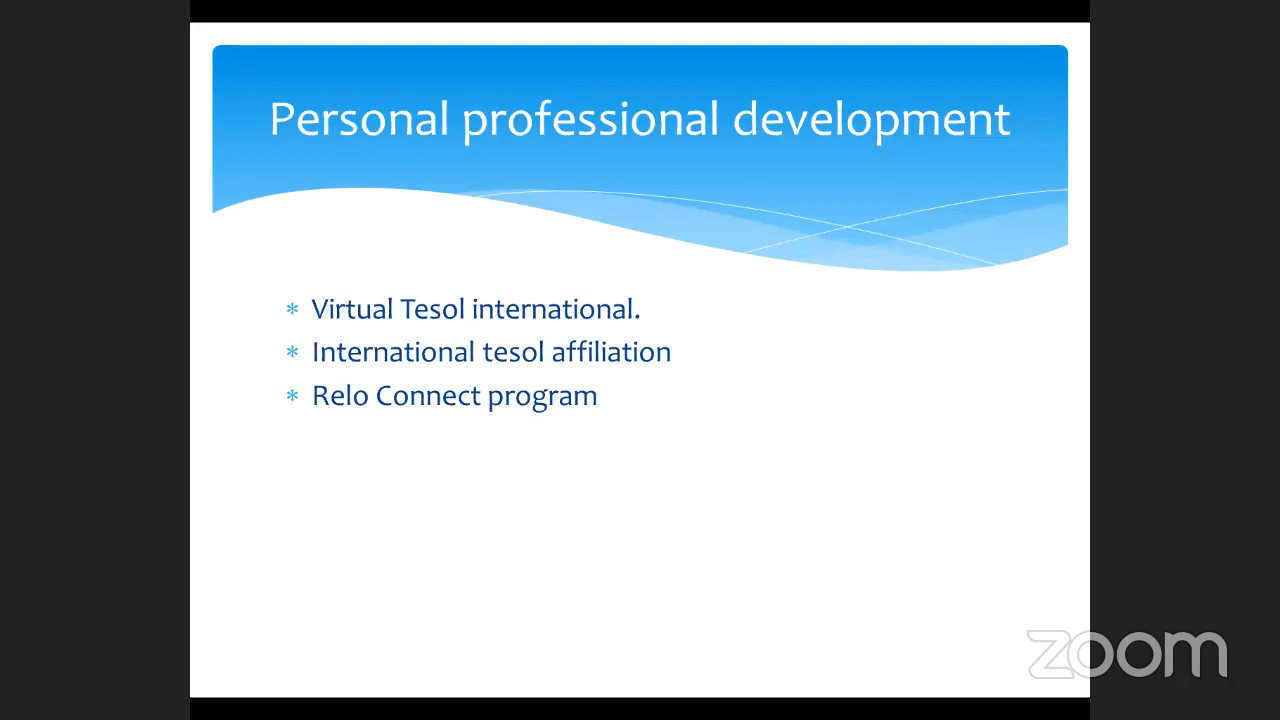 Personal professional development
* Virtual Tesol international.
* International tesol affiliation
* Relo Connect program
zoom